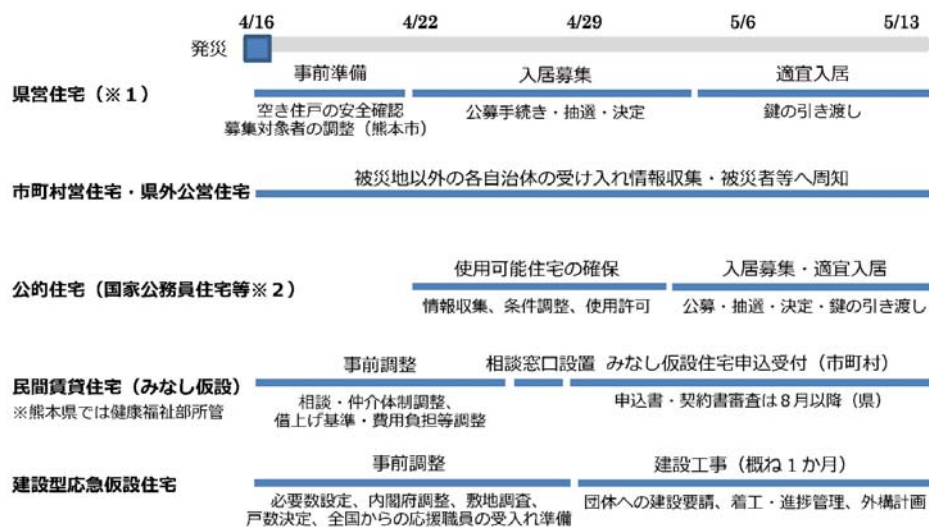 4/16 4/22 4/29 5/6 5/13
発災
事前準備 入居募集 適宜入居
県営住宅（※１）
空き住戸の安全確認 公募手続き・抽選・決定 鍵の引き渡し
募集対象者の調整（熊本市）
被災地以外の各自治体の受け入れ情報収集・被災者等へ周知
市町村営住宅・県外公営住宅
使用可能住宅の確保 入居募集・適宜入居
公的住宅（国家公務員住宅等※２）
情報収集、条件調整、使用許可 公募・抽選・決定・鍵の引き渡し
事前調整 相談窓口設置 みなし仮設住宅申込受付（市町村）
民間賃貸住宅（みなし仮設）
※熊本県では健康福祉部所管
相談・仲介体制調整、 申込書・契約書審査は８月以降（県）
借上げ基準・費用負担等調整
事前調整 建設工事（概ね１か月）
建設型応急仮設住宅
必要数設定、内閣府調整、敷地調査、 団体への建設要請、着工・進捗管理、外構計画
戸数決定、全国からの応援職員の受入れ準備